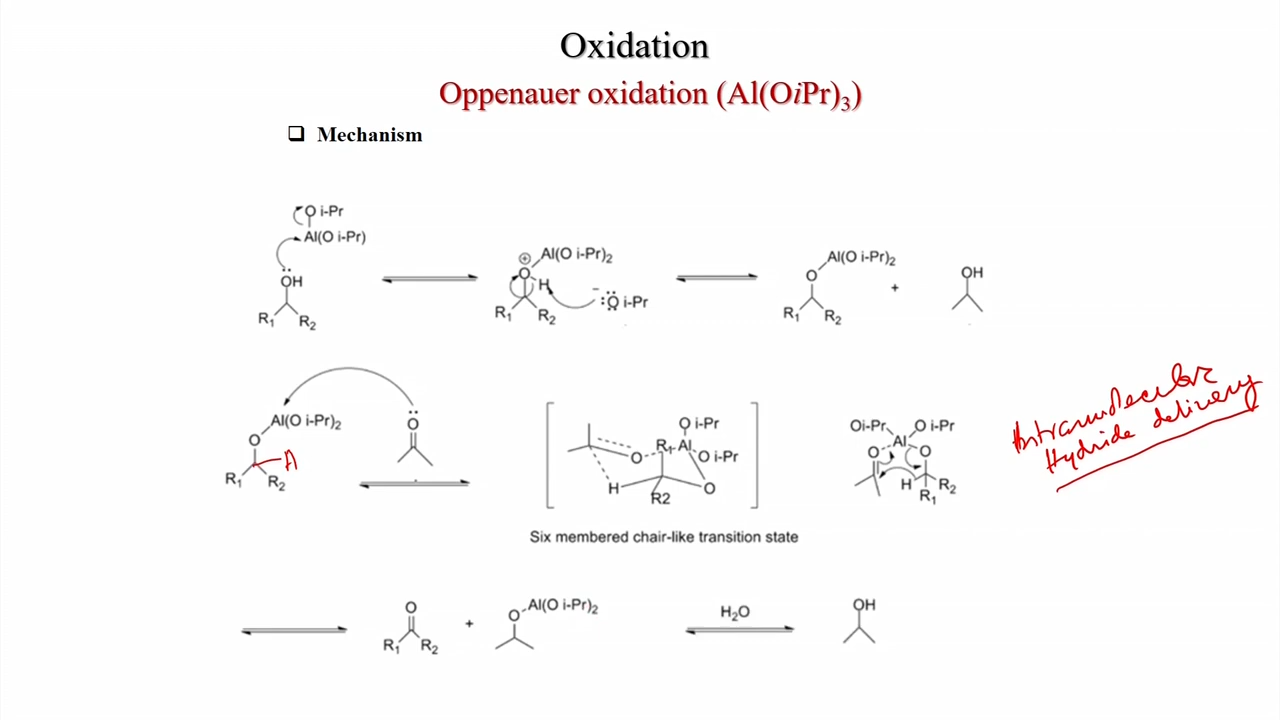 Oxidation
Oppenauer oxidation (Al(OiPr)3)
❑ Mechanism
O i-Pr
Al(O i-Pr)
OH
R1 R2
⊕ Al(O i-Pr)2
O H
R1 R2
− :O i-Pr
Al(O i-Pr)2
O
R1 R2
+
OH
Al(O i-Pr)2
O
H
R1 R2
O
O i-Pr
R1 Al
O O i-Pr
H O
R2
Oi-Pr O i-Pr
Al
O O
H R2
R1
Intramolecular
Hydride delivery
Six membered chair-like transition state
O
R1 R2
+
O Al(O i-Pr)2
H2O
OH